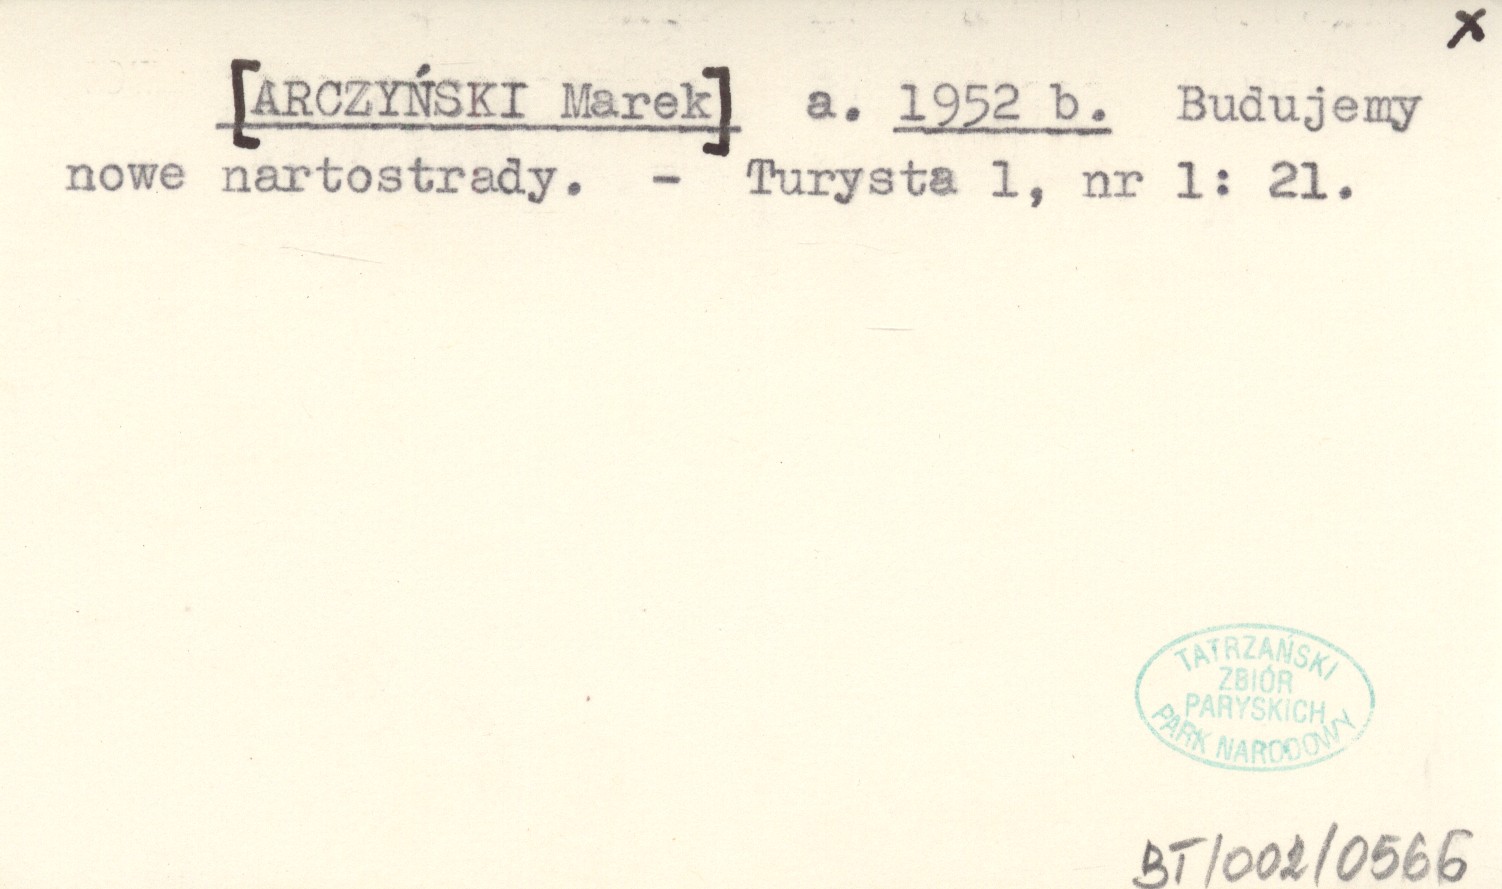 x
[ARCZYŃSKI Marek] a. 1952 b. Budujemy
nowe nartostrady. - Turysta 1, nr 1: 21.
TATRZAŃSKI
ZBIÓR
PARYSKICH
PARK NARODOWY
BT/002/0566